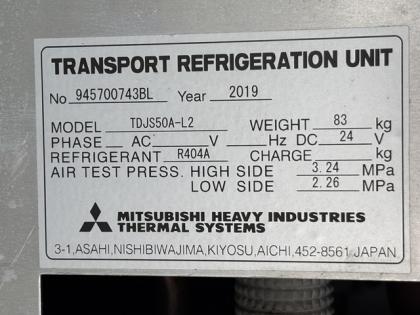 TRANSPORT REFRIGERATION UNIT
No 945700743BL Year 2019
MODEL TDJS50A-L2 WEIGHT 83 kg
PHASE AC V Hz DC 24 V
REFRIGERANT R404A CHARGE kg
AIR TEST PRESS. HIGH SIDE 3.24 MPa
LOW SIDE 2.26 MPa
MITSUBISHI HEAVY INDUSTRIES
THERMAL SYSTEMS
3-1,ASAHI,NISHIBIWAJIMA,KIYOSU,AICHI,452-8561 JAPAN